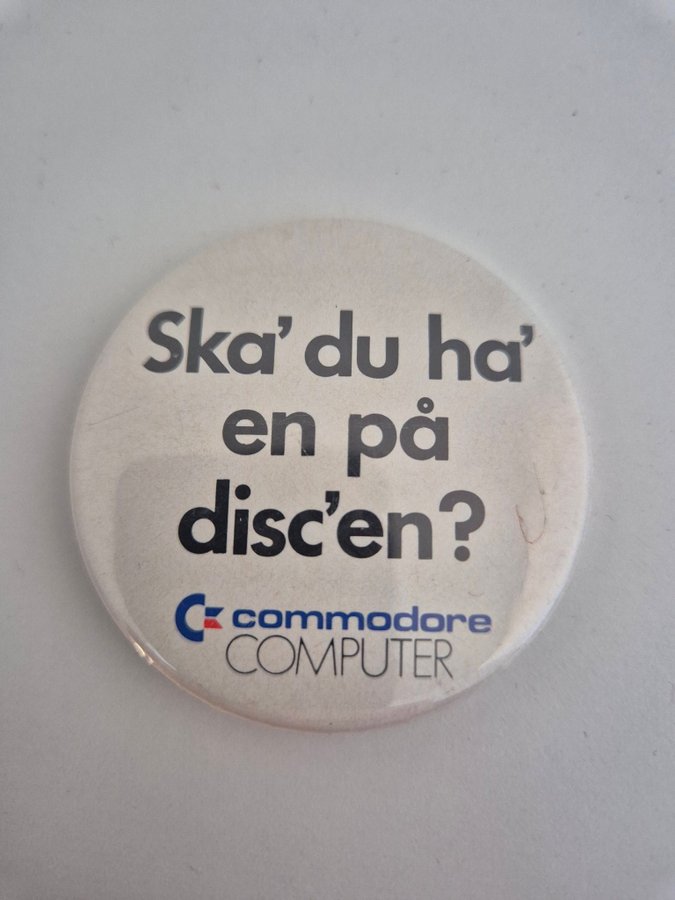 Ska’ du ha’
en på
disc’en?
commodore
COMPUTER